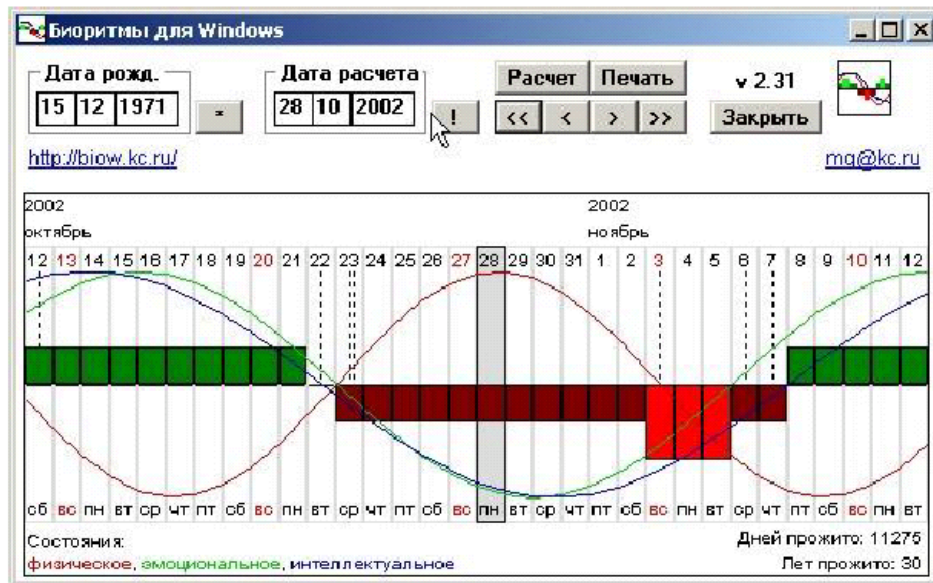 Биоритмы для Windows
Дата рожд. Дата расчета Расчет Печать v 2.31
15 12 1971 * 28 10 2002 ! << < > >> Закрыть
http://biow.kc.ru/ mg@kc.ru
2002 2002
октябрь ноябрь
12 13 14 15 16 17 18 19 20 21 22 23 24 25 26 27 28 29 30 31 1 2 3 4 5 6 7 8 9 10 11 12
сб вс пн вт ср чт пт сб вс пн вт ср чт пт сб вс пн вт ср чт пт сб вс пн вт ср чт пт сб вс пн вт
Состояния: Дней прожито: 11275
физическое, эмоциональное, интеллектуальное Лет прожито: 30